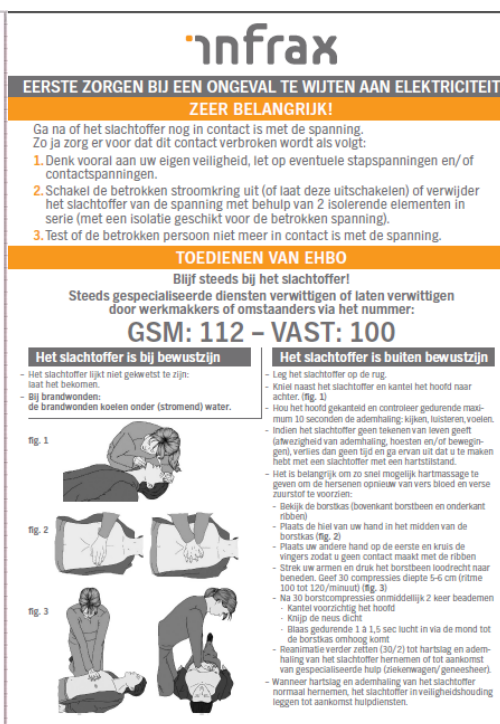 infrax
EERSTE ZORGEN BIJ EEN ONGEVAL TE WIJTEN AAN ELEKTRICITEIT
ZEER BELANGRIJK!
Ga na of het slachtoffer nog in contact is met de spanning.
Zo ja zorg er voor dat dit contact verbroken wordt als volgt:
1. Denk vooral aan uw eigen veiligheid, let op eventuele stapspanningen en/of
contactspanningen.
2. Schakel de betrokken stroomkring uit (of laat deze uitschakelen) of verwijder
het slachtoffer van de spanning met behulp van 2 isolerende elementen in
serie (met een isolatie geschikt voor de betrokken spanning).
3. Test of de betrokken persoon niet meer in contact is met de spanning.
TOEDIENEN VAN EHBO
Blijf steeds bij het slachtoffer!
Steeds gespecialiseerde diensten verwittigen of laten verwittigen
door werkmakkers of omstaanders via het nummer:
GSM: 112 – VAST: 100
Het slachtoffer is bij bewustzijn
- Het slachtoffer lijkt niet gekwetst te zijn:
laat het bekomen.
- Bij brandwonden:
de brandwonden koelen onder (stromend) water.
fig. 1
fig. 2
fig. 3
Het slachtoffer is buiten bewustzijn
- Leg het slachtoffer op de rug.
- Kniel naast het slachtoffer en kantel het hoofd naar
achter. (fig. 1)
- Hou het hoofd gekanteld en controleer gedurende maxi-
mum 10 seconden de ademhaling: kijken, luisteren, voelen.
- Indien het slachtoffer geen tekenen van leven geeft
(afwezigheid van ademhaling, hoesten en/of bewegin-
gen), verlies dan geen tijd en ga ervan uit dat u te maken
hebt met een slachtoffer met een hartstilstand.
- Het is belangrijk om zo snel mogelijk hartmassage te
geven om de hersenen opnieuw van vers bloed en verse
zuurstof te voorzien:
- Bekijk de borstkas (bovenkant borstbeen en onderkant
ribben)
- Plaats de hiel van uw hand in het midden van de
borstkas (fig. 2)
- Plaats uw andere hand op de eerste en kruis de
vingers zodat u geen contact maakt met de ribben
- Strek uw armen en druk het borstbeen loodrecht naar
beneden. Geef 30 compressies diepte 5-6 cm (ritme
100 tot 120/minuut) (fig. 3)
- Na 30 borstcompressies onmiddellijk 2 keer beademen
· Kantel voorzichtig het hoofd
· Knijp de neus dicht
· Blaas gedurende 1 à 1,5 sec lucht in via de mond tot
de borstkas omhoog komt
- Reanimatie verder zetten (30/2) tot hartslag en adem-
haling van het slachtoffer hernemen of tot aankomst
van gespecialiseerde hulp (ziekenwagen/geneesheer).
- Wanneer hartslag en ademhaling van het slachtoffer
normaal hernemen, het slachtoffer in veiligheidshouding
leggen tot aankomst hulpdiensten.